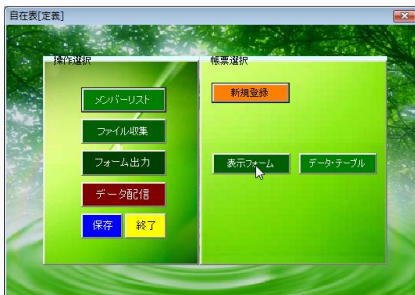 自在表[定義]
操作選択
帳票選択
メンバーリスト
ファイル収集
フォーム出力
データ配信
保存
終了
新規登録
表示フォーム
データ・テーブル